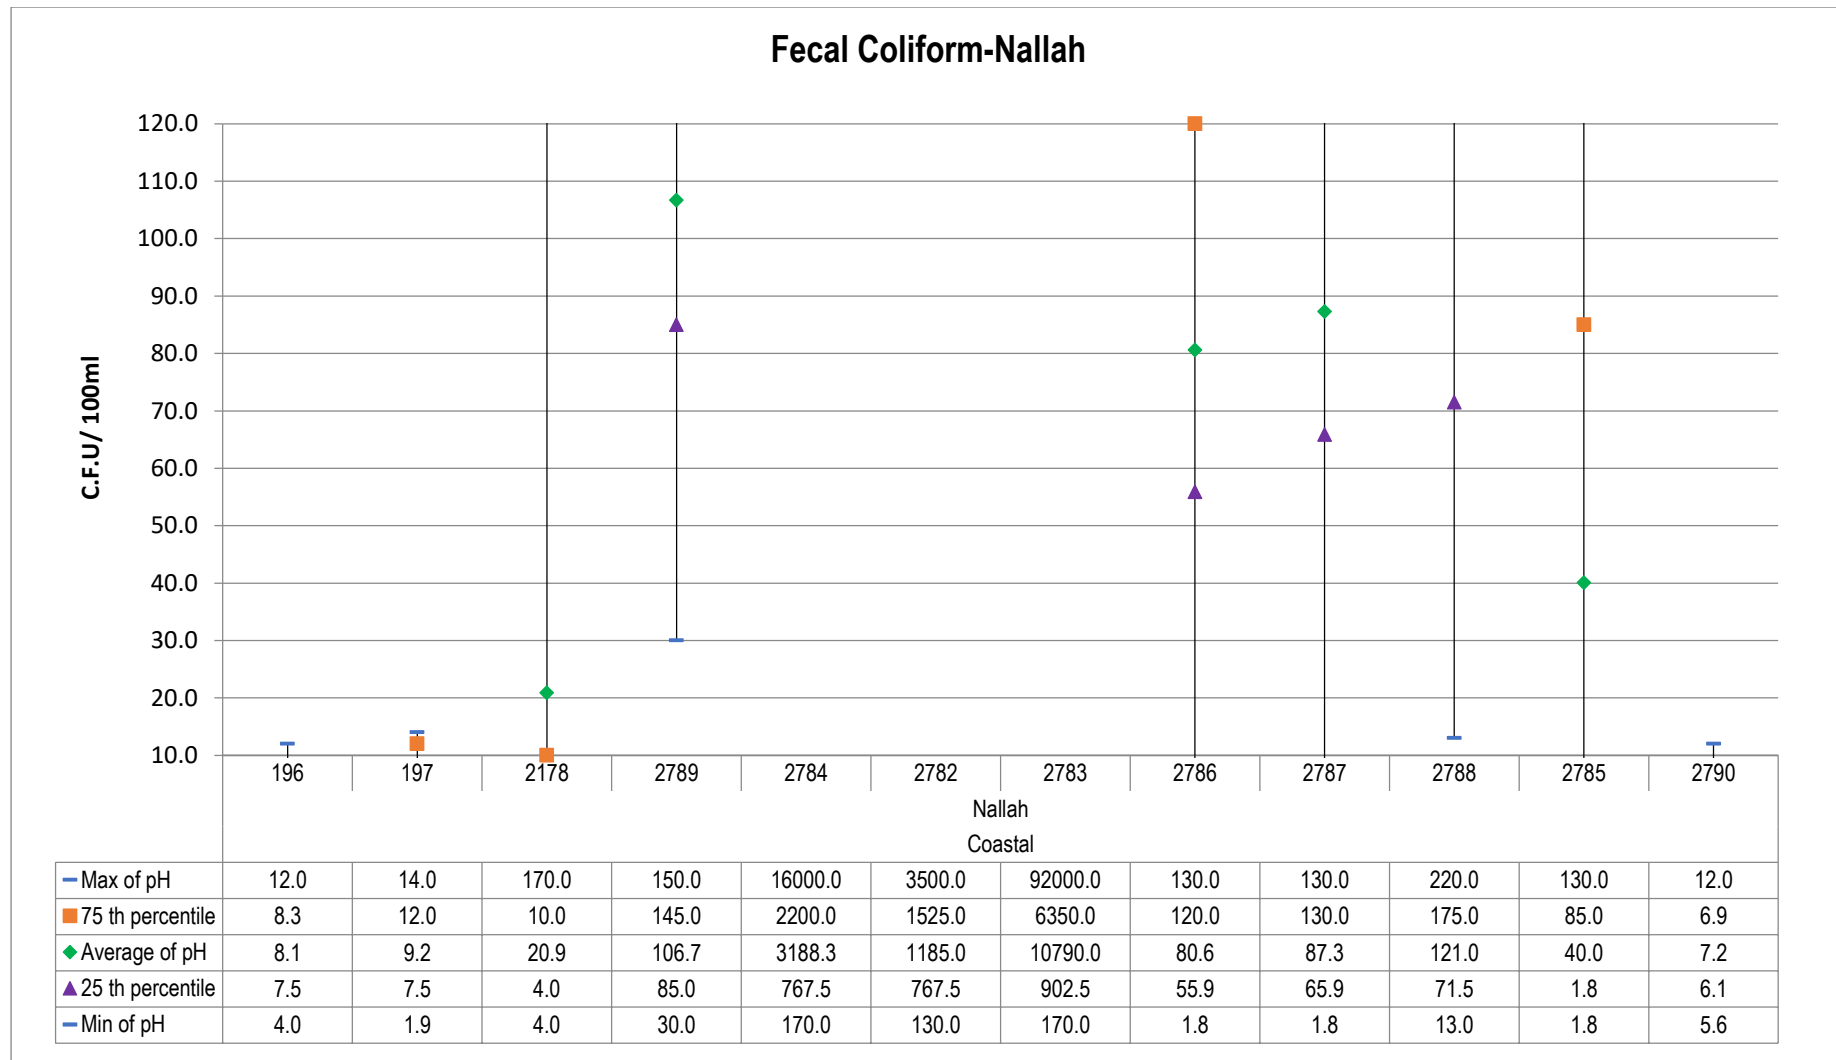 Fecal Coliform-Nallah
C.F.U/ 100ml
120.0
110.0
100.0
90.0
80.0
70.0
60.0
50.0
40.0
30.0
20.0
10.0
196 197 2178 2789 2784 2782 2783 2786 2787 2788 2785 2790
Nallah
Coastal
Max of pH 12.0 14.0 170.0 150.0 16000.0 3500.0 92000.0 130.0 130.0 220.0 130.0 12.0
75 th percentile 8.3 12.0 10.0 145.0 2200.0 1525.0 6350.0 120.0 130.0 175.0 85.0 6.9
Average of pH 8.1 9.2 20.9 106.7 3188.3 1185.0 10790.0 80.6 87.3 121.0 40.0 7.2
25 th percentile 7.5 7.5 4.0 85.0 767.5 767.5 902.5 55.9 65.9 71.5 1.8 6.1
Min of pH 4.0 1.9 4.0 30.0 170.0 130.0 170.0 1.8 1.8 13.0 1.8 5.6